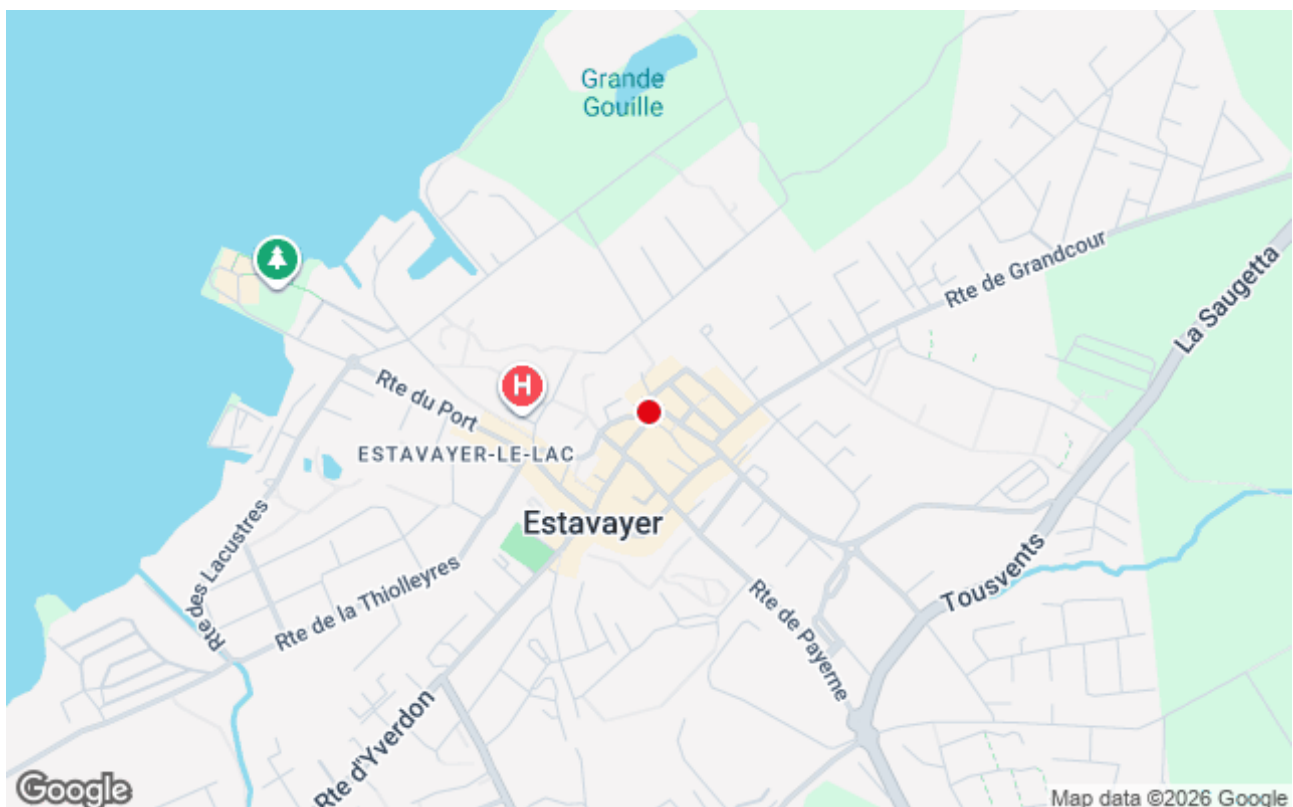 Grande
Gouille
Rte de Grandcour
La Saugetta
H
Rte du Port
ESTAVAYER-LE-LAC
Estavayer
Rte des Lacustres
Rte de la Thiolleyres
Tousvents
Rte de Payerne
Rte d'Yverdon
Google
Map data ©2026 Google